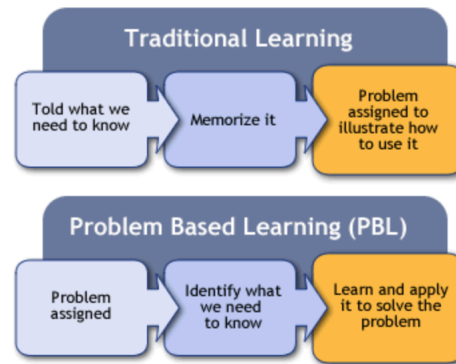 Traditional Learning
Told what we
need to know
Memorize it
Problem
assigned to
illustrate how
to use it
Problem Based Learning (PBL)
Problem
assigned
Identify what
we need
to know
Learn and apply
it to solve the
problem